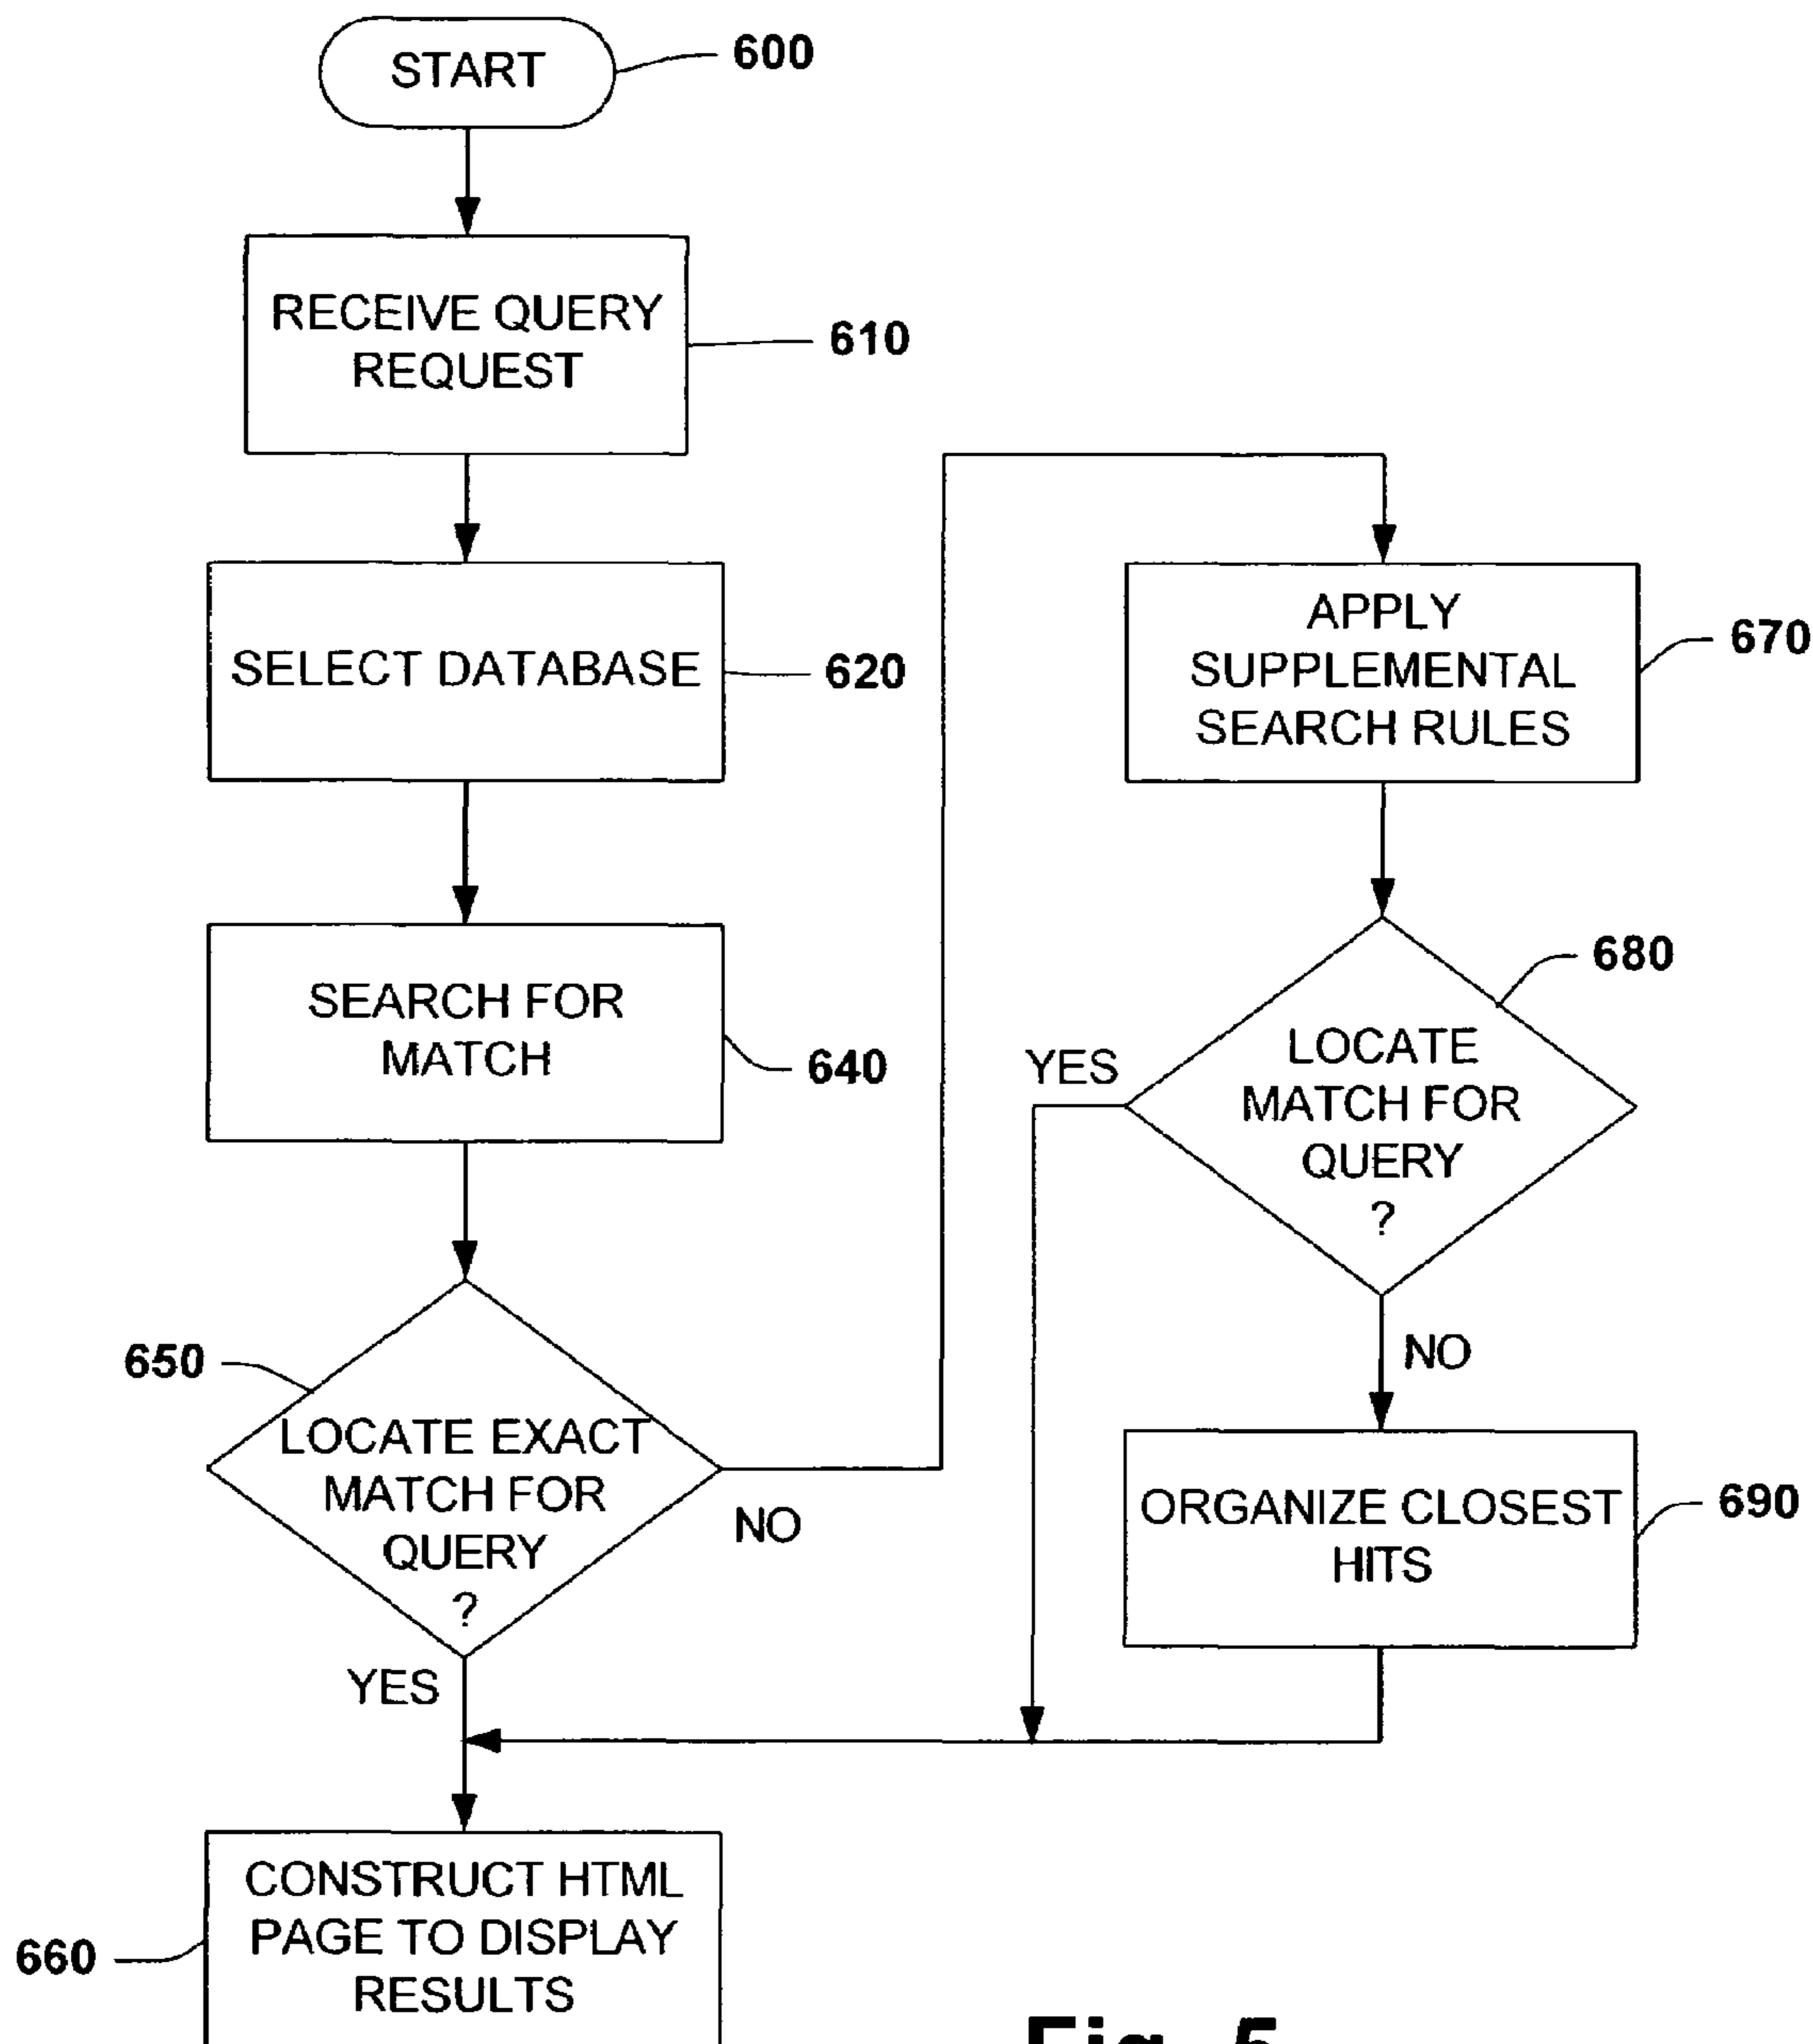 START
600
RECEIVE QUERY
REQUEST
610
SELECT DATABASE
620
SEARCH FOR
MATCH
640
650
LOCATE EXACT
MATCH FOR
QUERY
?
NO
YES
CONSTRUCT HTML
PAGE TO DISPLAY
RESULTS
660
APPLY
SUPPLEMENTAL
SEARCH RULES
670
680
LOCATE
MATCH FOR
QUERY
?
YES
NO
ORGANIZE CLOSEST
HITS
690
Fig. 5